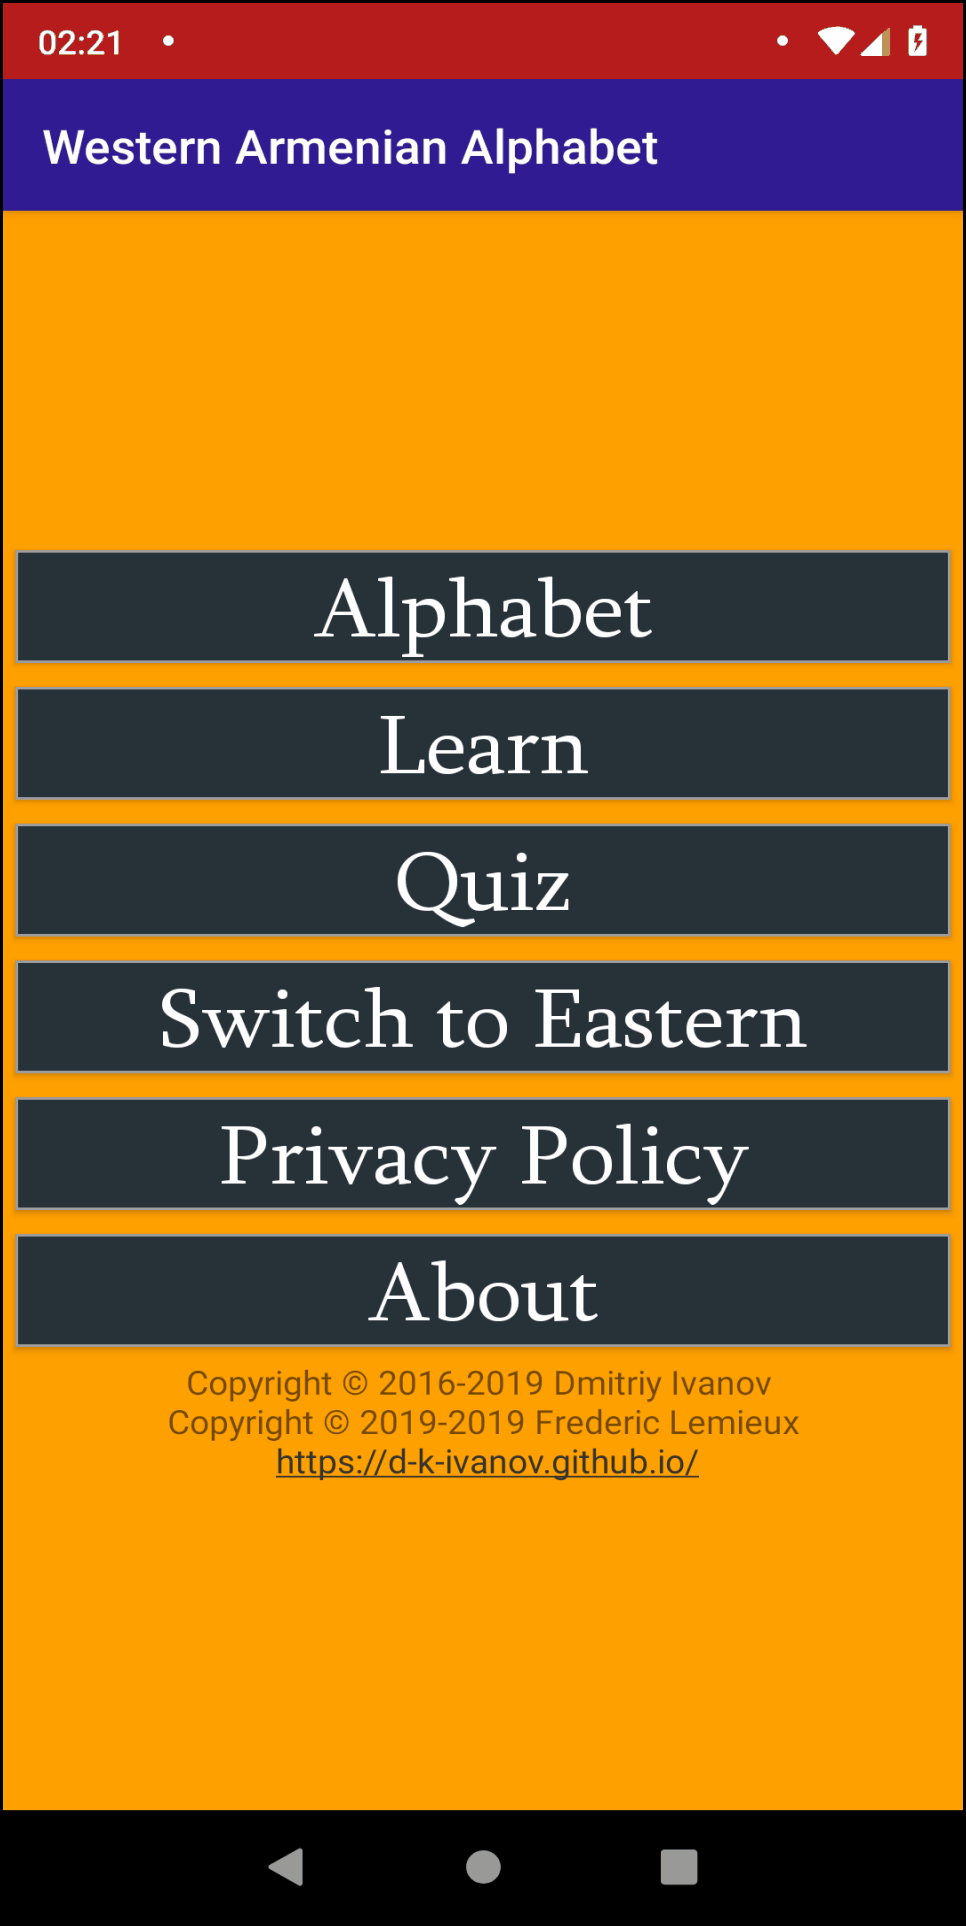 02:21
Western Armenian Alphabet
Alphabet
Learn
Quiz
Switch to Eastern
Privacy Policy
About
Copyright © 2016-2019 Dmitriy Ivanov
Copyright © 2019-2019 Frederic Lemieux
https://d-k-ivanov.github.io/